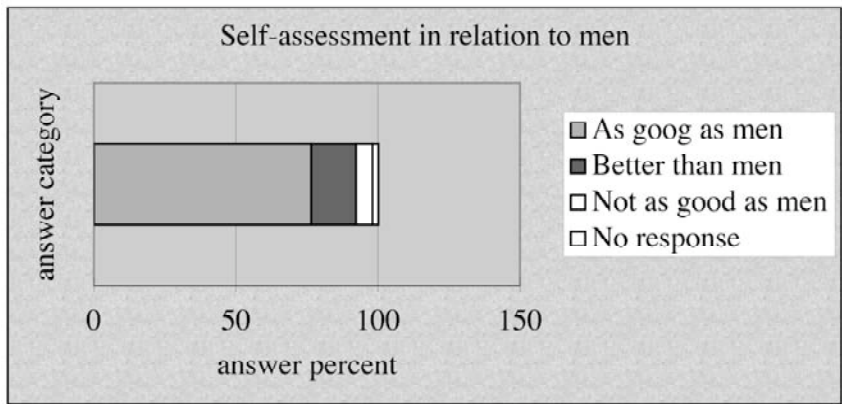 Self-assessment in relation to men
answer category
As goog as men
Better than men
Not as good as men
No response
0 50 100 150
answer percent